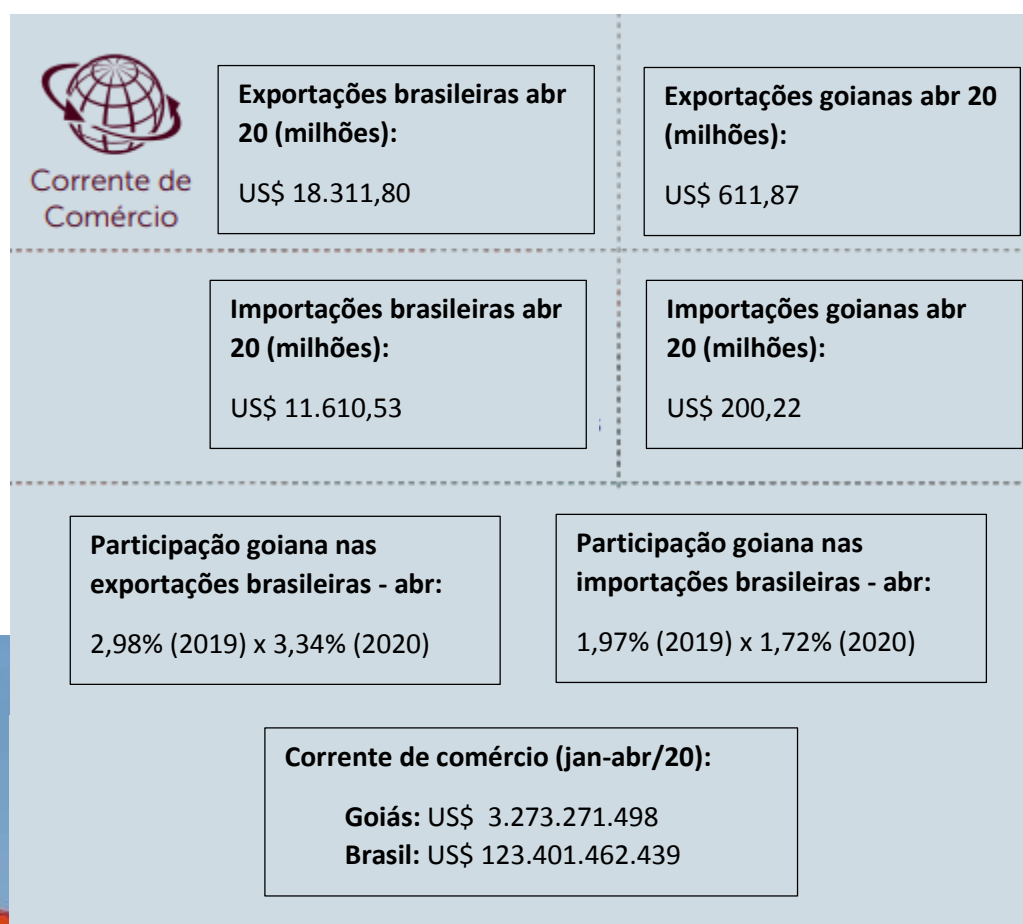 Corrente de
Comércio
Exportações brasileiras abr
20 (milhões):
US$ 18.311,80
Exportações goianas abr 20
(milhões):
US$ 611,87
Importações brasileiras abr
20 (milhões):
US$ 11.610,53
Importações goianas abr
20 (milhões):
US$ 200,22
Participação goiana nas
exportações brasileiras - abr:
2,98% (2019) x 3,34% (2020)
Participação goiana nas
importações brasileiras - abr:
1,97% (2019) x 1,72% (2020)
Corrente de comércio (jan-abr/20):
Goiás: US$ 3.273.271.498
Brasil: US$ 123.401.462.439